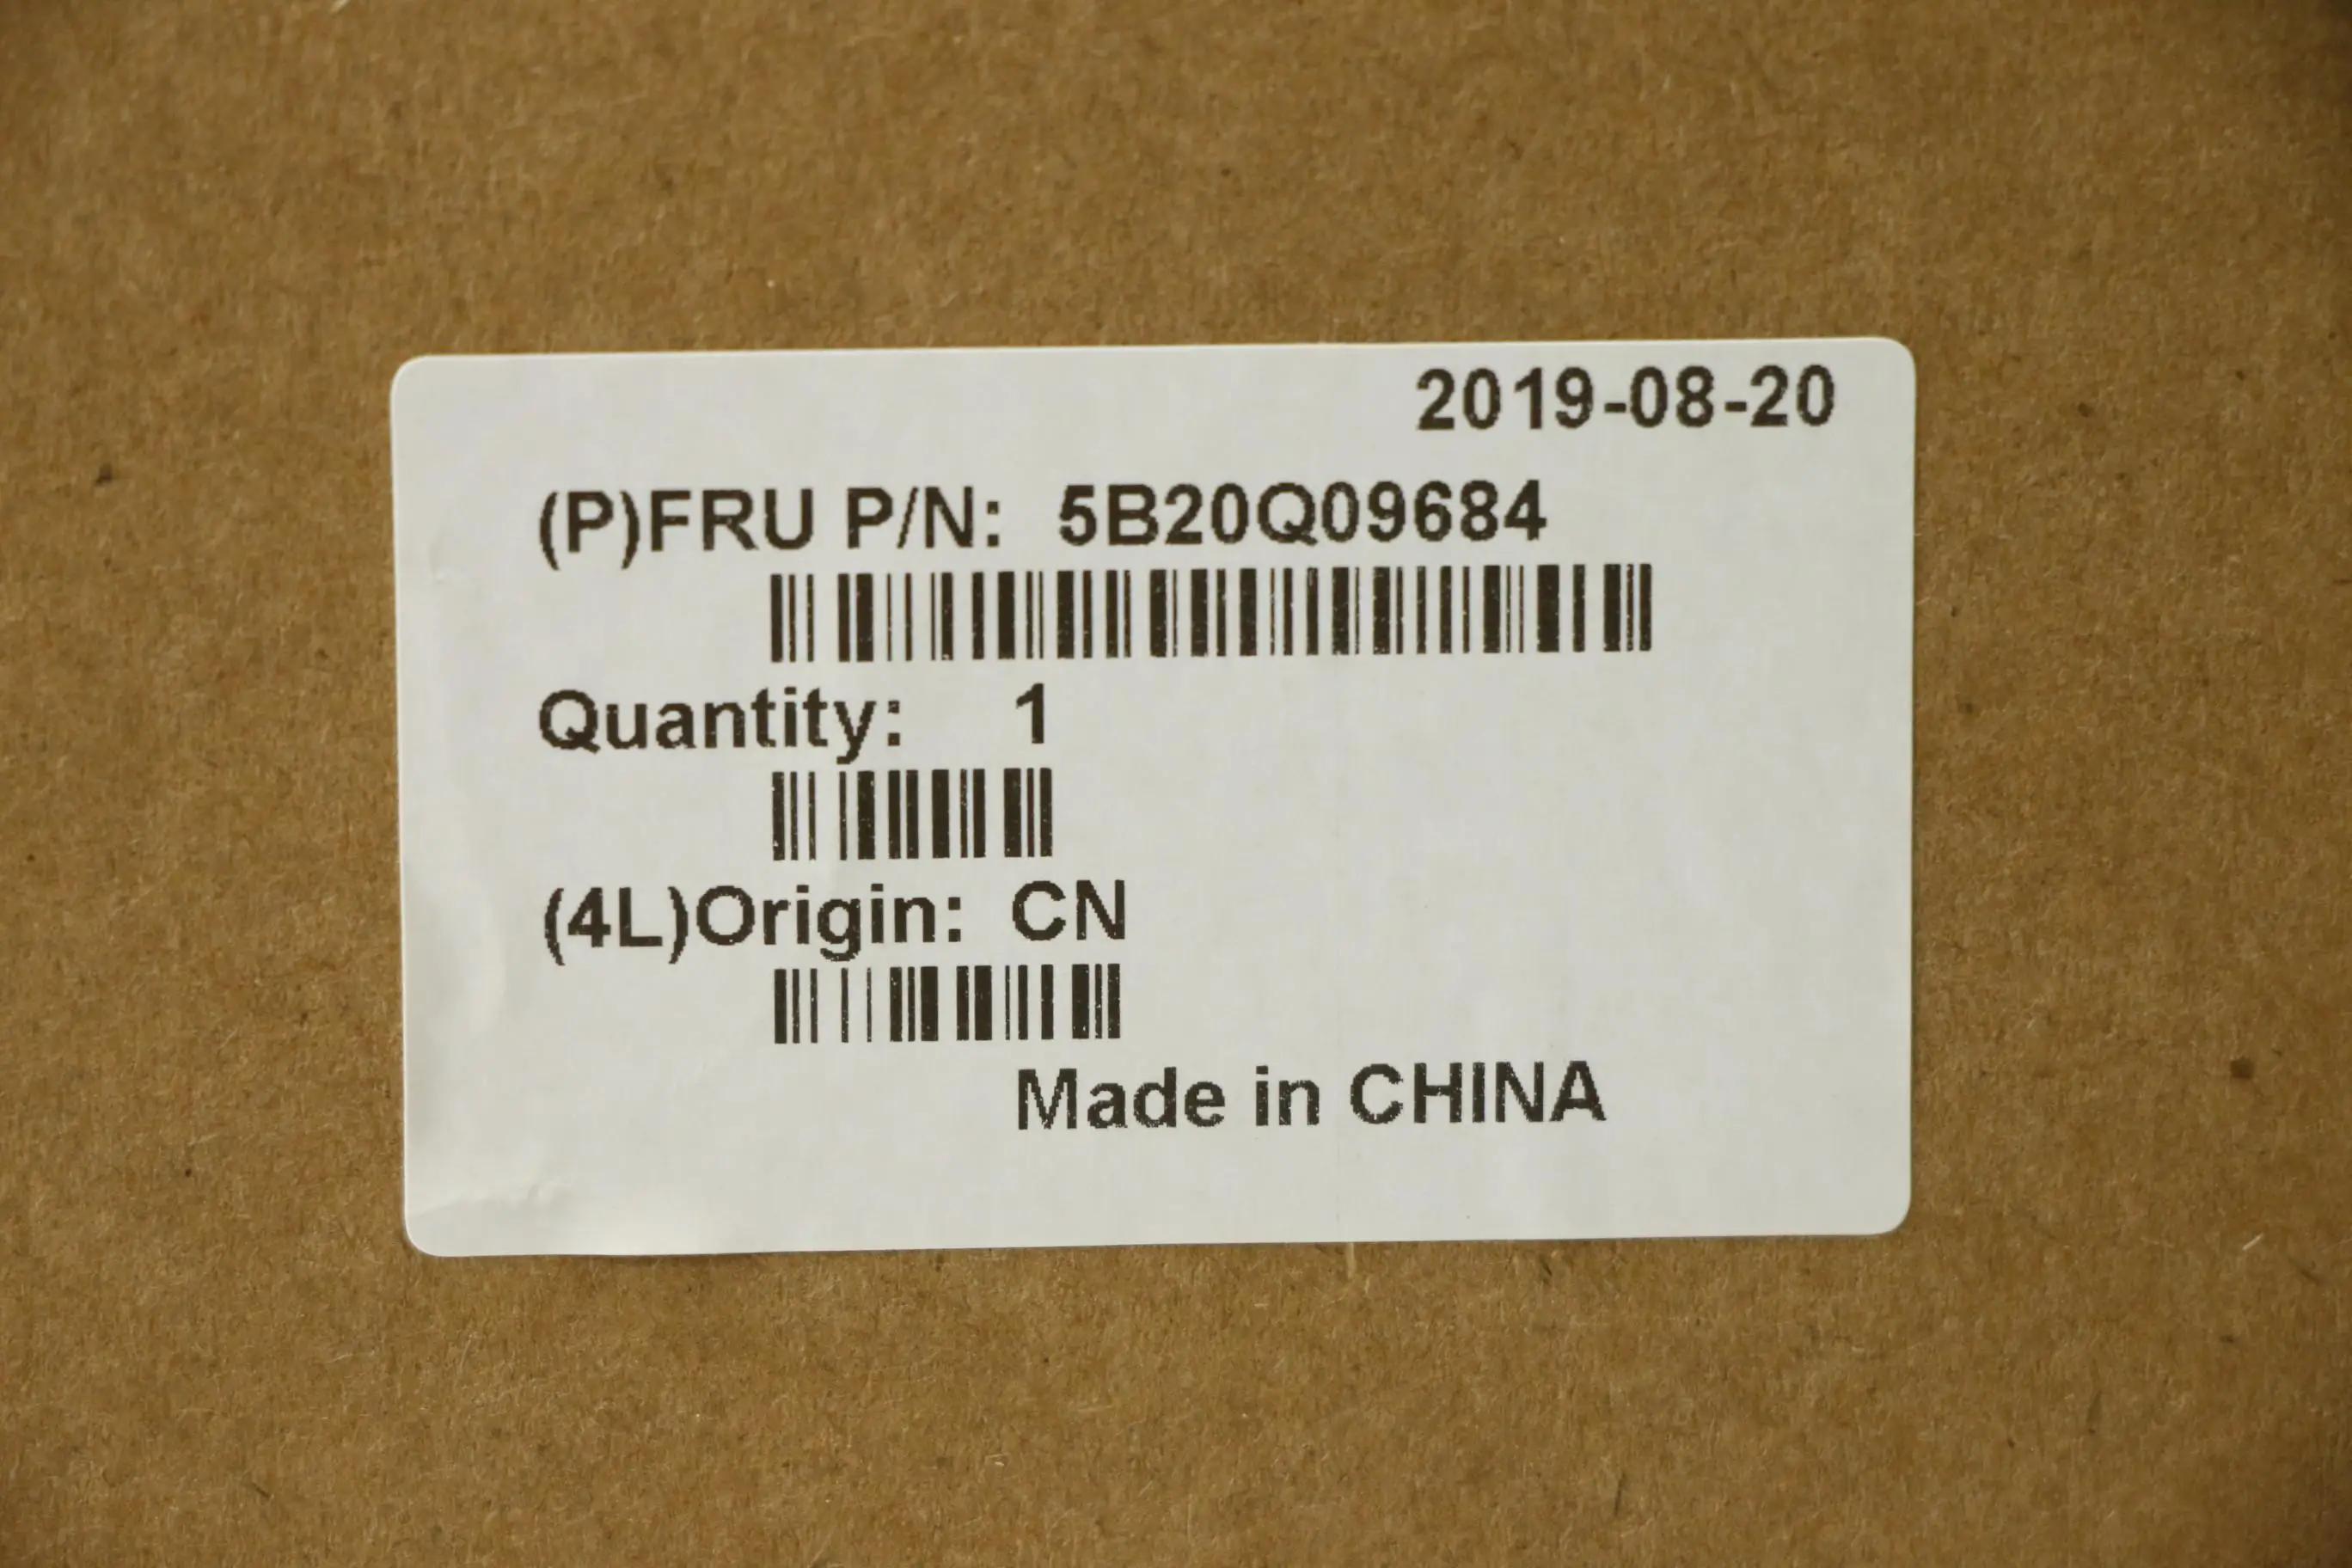 2019-08-20
(P)FRU P/N: 5B20Q09684
Quantity: 1
(4L)Origin: CN
Made in CHINA